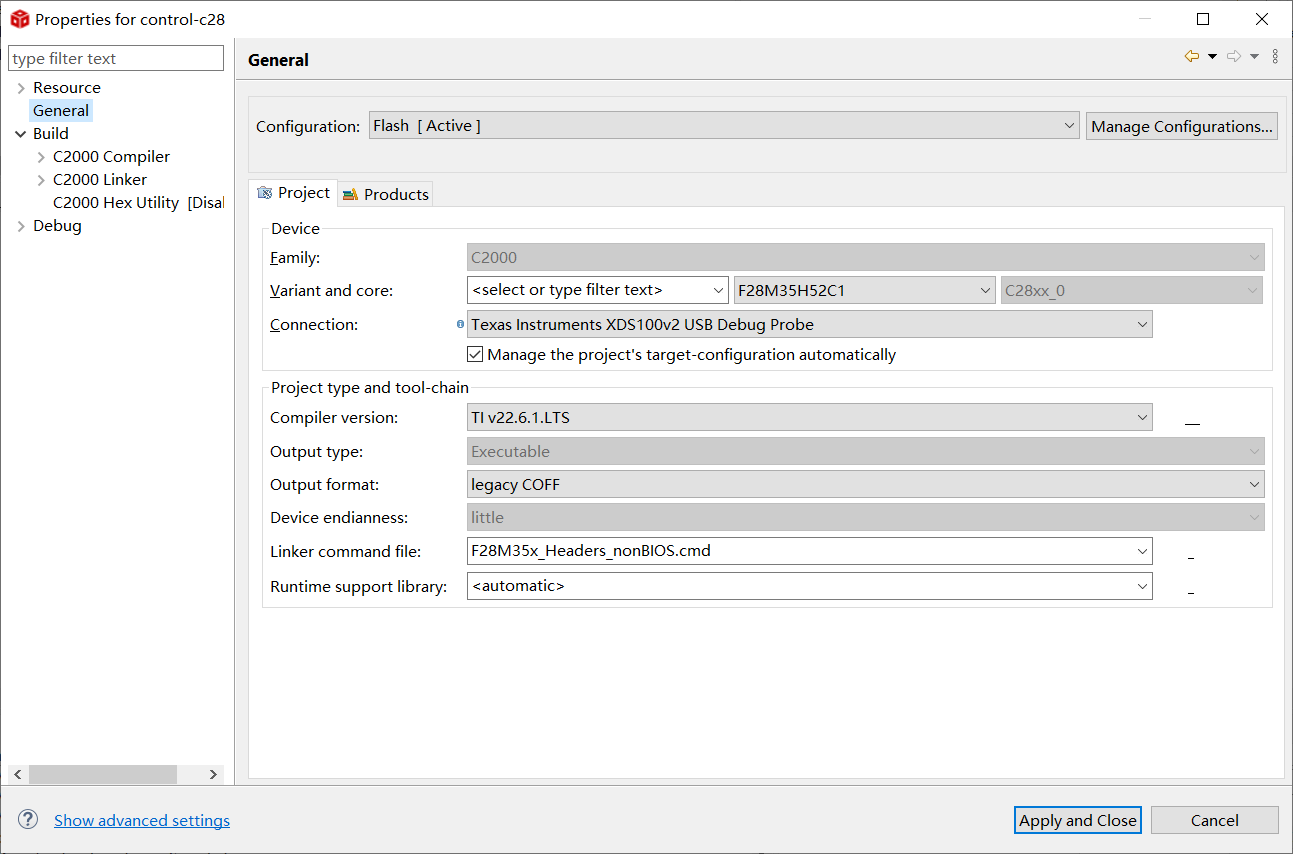 Properties for control-c28
type filter text
General
Resource
General
Build
C2000 Compiler
C2000 Linker
C2000 Hex Utility [Disal
Debug
Configuration: Flash [ Active ] Manage Configurations...
Project Products
Device
Family: C2000
Variant and core: <select or type filter text> F28M35H52C1 C28xx_0
Connection: Texas Instruments XDS100v2 USB Debug Probe
Manage the project's target-configuration automatically
Project type and tool-chain
Compiler version: TI v22.6.1.LTS
Output type: Executable
Output format: legacy COFF
Device endianness: little
Linker command file: F28M35x_Headers_nonBIOS.cmd
Runtime support library: <automatic>
Show advanced settings Apply and Close Cancel